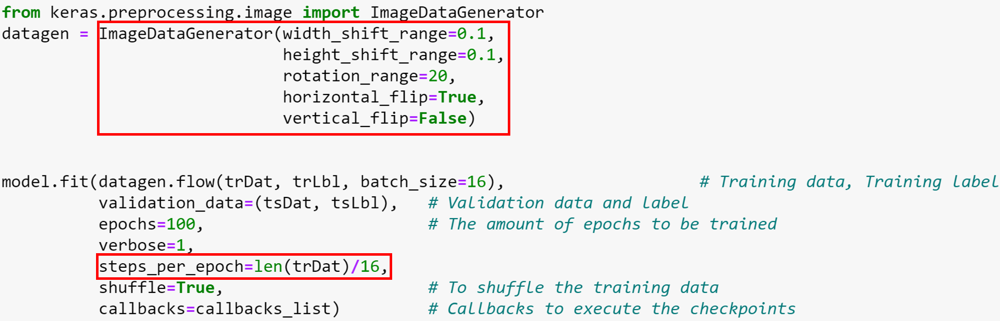 from keras.preprocessing.image import ImageDataGenerator
datagen = ImageDataGenerator(width_shift_range=0.1,
height_shift_range=0.1,
rotation_range=20,
horizontal_flip=True,
vertical_flip=False)
model.fit(datagen.flow(trDat, trLbl, batch_size=16), # Training data, Training label
validation_data=(tsDat, tsLbl), # Validation data and label
epochs=100, # The amount of epochs to be trained
verbose=1,
steps_per_epoch=len(trDat)/16,
shuffle=True, # To shuffle the training data
callbacks=callbacks_list) # Callbacks to execute the checkpoints